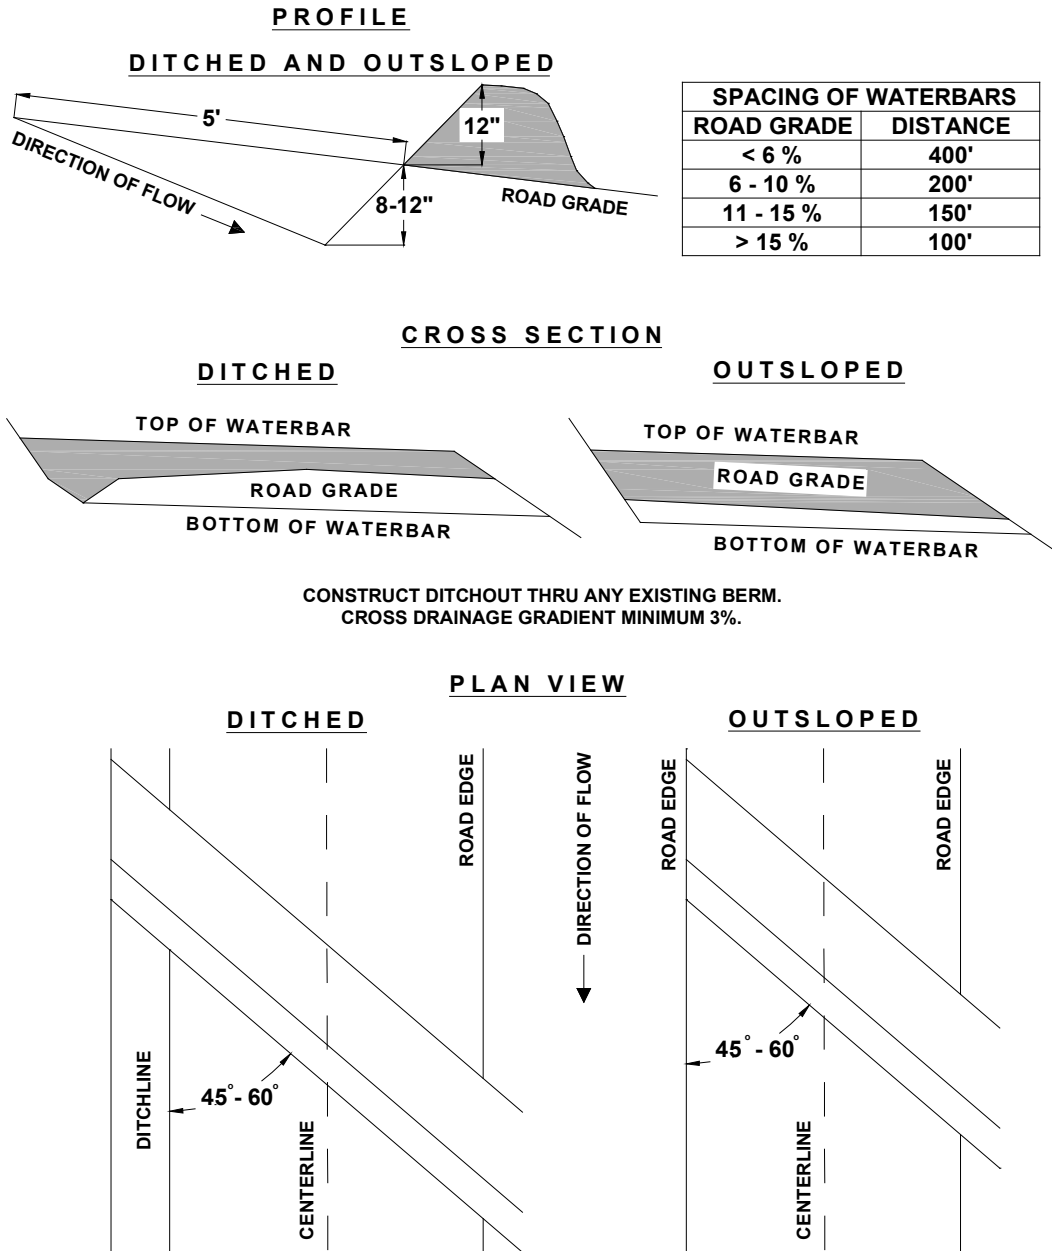 PROFILE
DITCHED AND OUTSLOPED
5'
12"
DIRECTION OF FLOW
8-12"
ROAD GRADE
SPACING OF WATERBARS
ROAD GRADE DISTANCE
< 6 % 400'
6 - 10 % 200'
11 - 15 % 150'
> 15 % 100'
CROSS SECTION
DITCHED
TOP OF WATERBAR
ROAD GRADE
BOTTOM OF WATERBAR
OUTSLOPED
TOP OF WATERBAR
ROAD GRADE
BOTTOM OF WATERBAR
CONSTRUCT DITCHOUT THRU ANY EXISTING BERM.
CROSS DRAINAGE GRADIENT MINIMUM 3%.
PLAN VIEW
DITCHED
ROAD EDGE
45° - 60°
DITCHLINE
CENTERLINE
DIRECTION OF FLOW
OUTSLOPED
ROAD EDGE
ROAD EDGE
45° - 60°
CENTERLINE